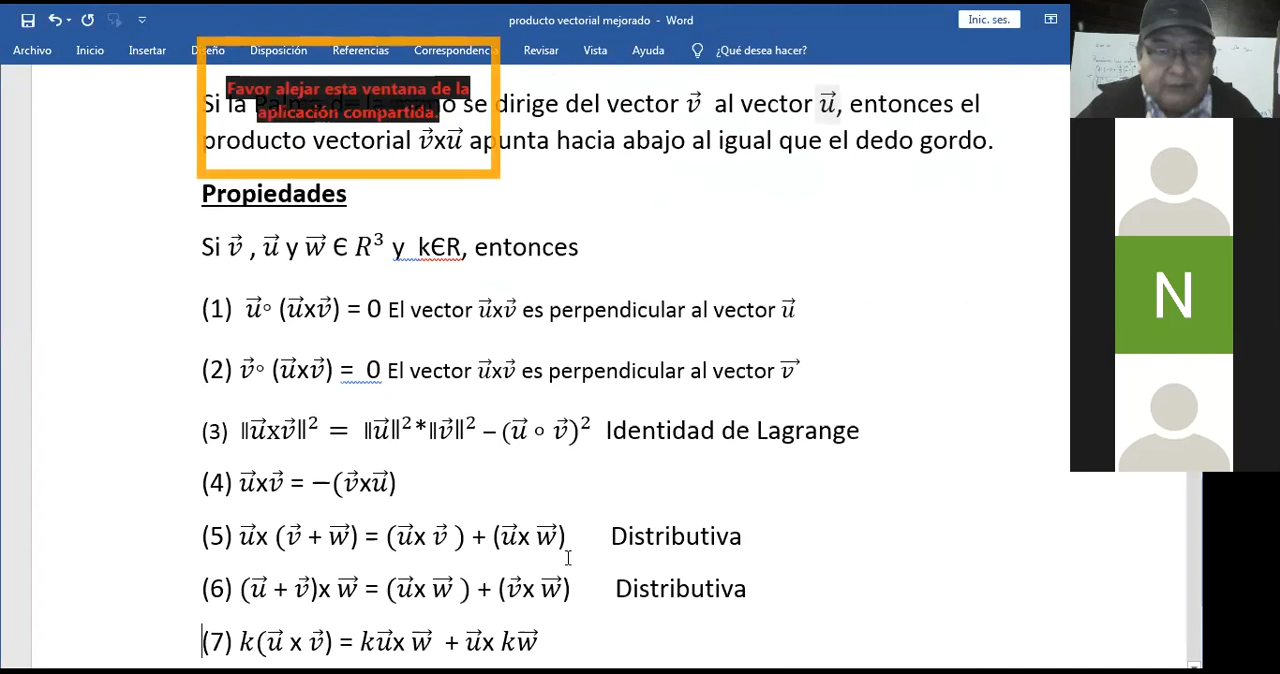 producto vectorial mejorado - Word
Inic. ses.
Archivo Inicio Insertar Diseño Disposición Referencias Correspondencia Revisar Vista Ayuda ¿Qué desea hacer?
Favor alejar esta ventana de la
aplicación compartida.
Si la se dirige del vector v⃗ al vector u⃗, entonces el
producto vectorial v⃗xu⃗ apunta hacia abajo al igual que el dedo gordo.
Propiedades
Si v⃗ , u⃗ y w⃗ Є R³ y kЄR, entonces
(1) u⃗∘ (u⃗xv⃗) = 0 El vector u⃗xv⃗ es perpendicular al vector u⃗
(2) v⃗∘ (u⃗xv⃗) = 0 El vector u⃗xv⃗ es perpendicular al vector v⃗
(3) ‖u⃗xv⃗‖² = ‖u⃗‖²*‖v⃗‖² – (u⃗ ∘ v⃗)² Identidad de Lagrange
(4) u⃗xv⃗ = −(v⃗xu⃗)
(5) u⃗x (v⃗ + w⃗) = (u⃗x v⃗ ) + (u⃗x w⃗) Distributiva
(6) (u⃗ + v⃗)x w⃗ = (u⃗x w⃗ ) + (v⃗x w⃗) Distributiva
(7) k(u⃗ x v⃗) = ku⃗x w⃗ + u⃗x kw⃗
N